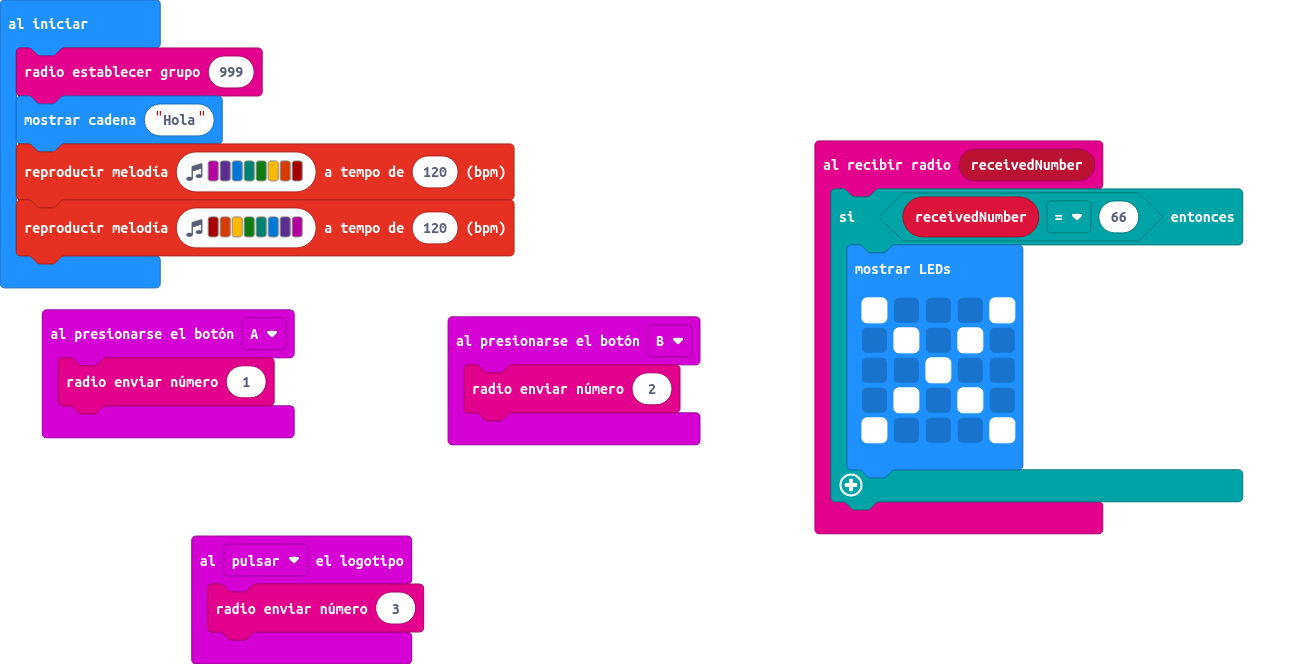 al iniciar
radio establecer grupo 999
mostrar cadena "Hola"
reproducir melodía a tempo de 120 (bpm)
reproducir melodía a tempo de 120 (bpm)
al presionarse el botón A
radio enviar número 1
al presionarse el botón B
radio enviar número 2
al pulsar el logotipo
radio enviar número 3
al recibir radio receivedNumber
si receivedNumber = 66 entonces
mostrar LEDs